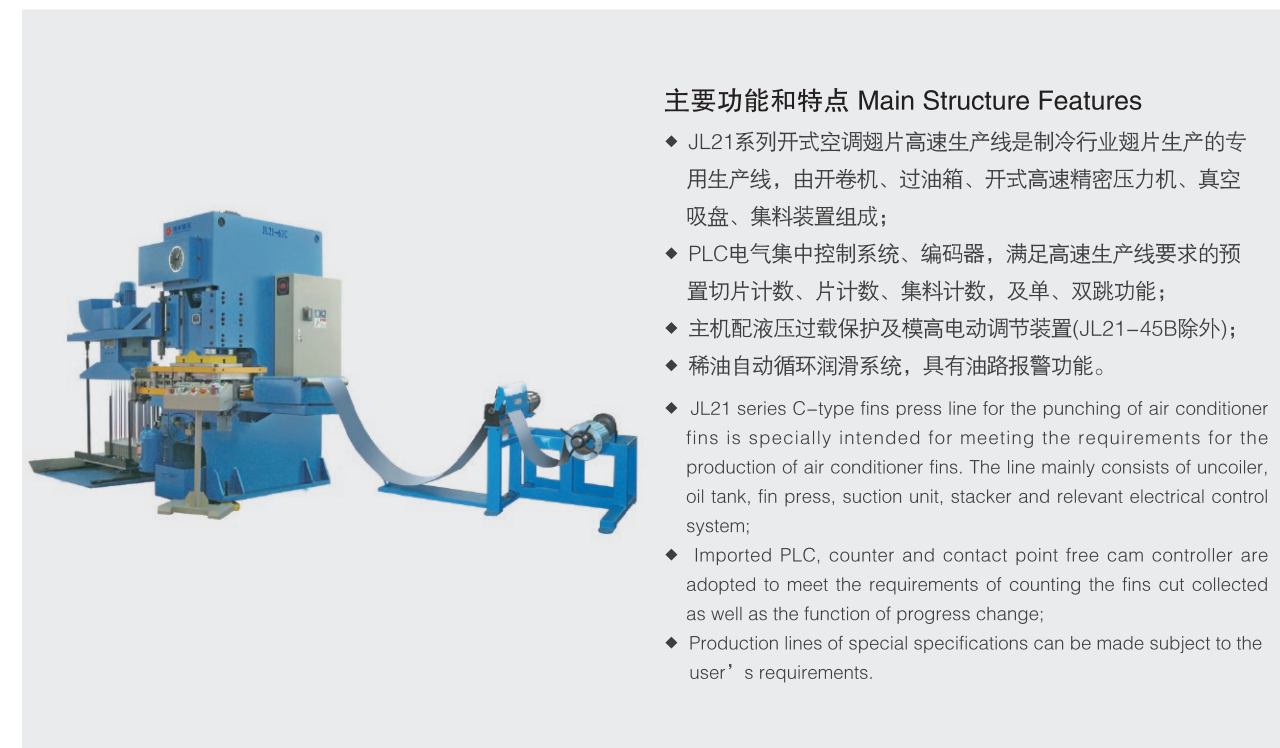 主要功能和特点 Main Structure Features
◆ JL21系列开式空调翅片高速生产线是制冷行业翅片生产的专
用生产线，由开卷机、过油箱、开式高速精密压力机、真空
吸盘、集料装置组成；
◆ PLC电气集中控制系统、编码器，满足高速生产线要求的预
置切片计数、片计数、集料计数，及单、双跳功能；
◆ 主机配液压过载保护及模高电动调节装置(JL21-45B除外)；
◆ 稀油自动循环润滑系统，具有油路报警功能。
◆ JL21 series C-type fins press line for the punching of air conditioner
fins is specially intended for meeting the requirements for the
production of air conditioner fins. The line mainly consists of uncoiler,
oil tank, fin press, suction unit, stacker and relevant electrical control
system;
◆ Imported PLC, counter and contact point free cam controller are
adopted to meet the requirements of counting the fins cut collected
as well as the function of progress change;
◆ Production lines of special specifications can be made subject to the
user’s requirements.